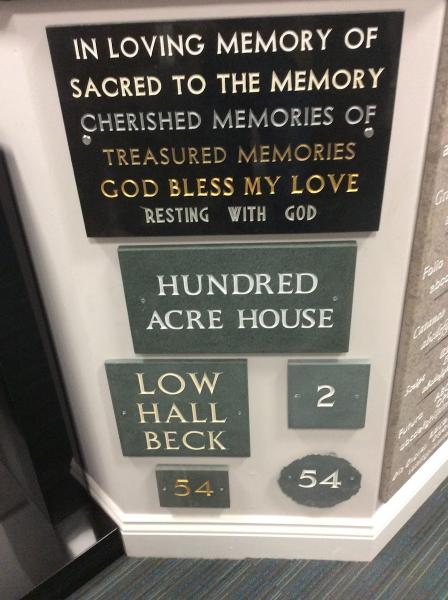 IN LOVING MEMORY OF
SACRED TO THE MEMORY
CHERISHED MEMORIES OF
TREASURED MEMORIES
GOD BLESS MY LOVE
RESTING WITH GOD
HUNDRED
ACRE HOUSE
LOW
HALL
BECK
2
54
54